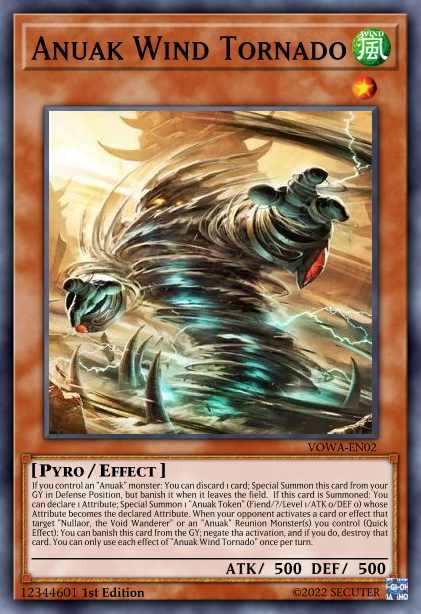 Anuak Wind Tornado
WIND
風
VOWA-EN02
[Pyro/Effect]
If you control an "Anuak" monster: You can discard 1 card; Special Summon this card from your
GY in Defense Position, but banish it when it leaves the field. If this card is Summoned: You
can declare 1 Attribute; Special Summon 1 "Anuak Token" (Fiend/?/Level 1/ATK 0/DEF 0) whose
Attribute becomes the declared Attribute. When your opponent activates a card or effect that
target "Nullaor, the Void Wanderer" or an "Anuak" Reunion Monster(s) you control (Quick
Effect): You can banish this card from the GY; negate tha activation, and if you do, destroy that
card. You can only use each effect of "Anuak Wind Tornado" once per turn.
ATK/ 500 DEF/ 500
12344601 1st Edition
©2022 SECUTER